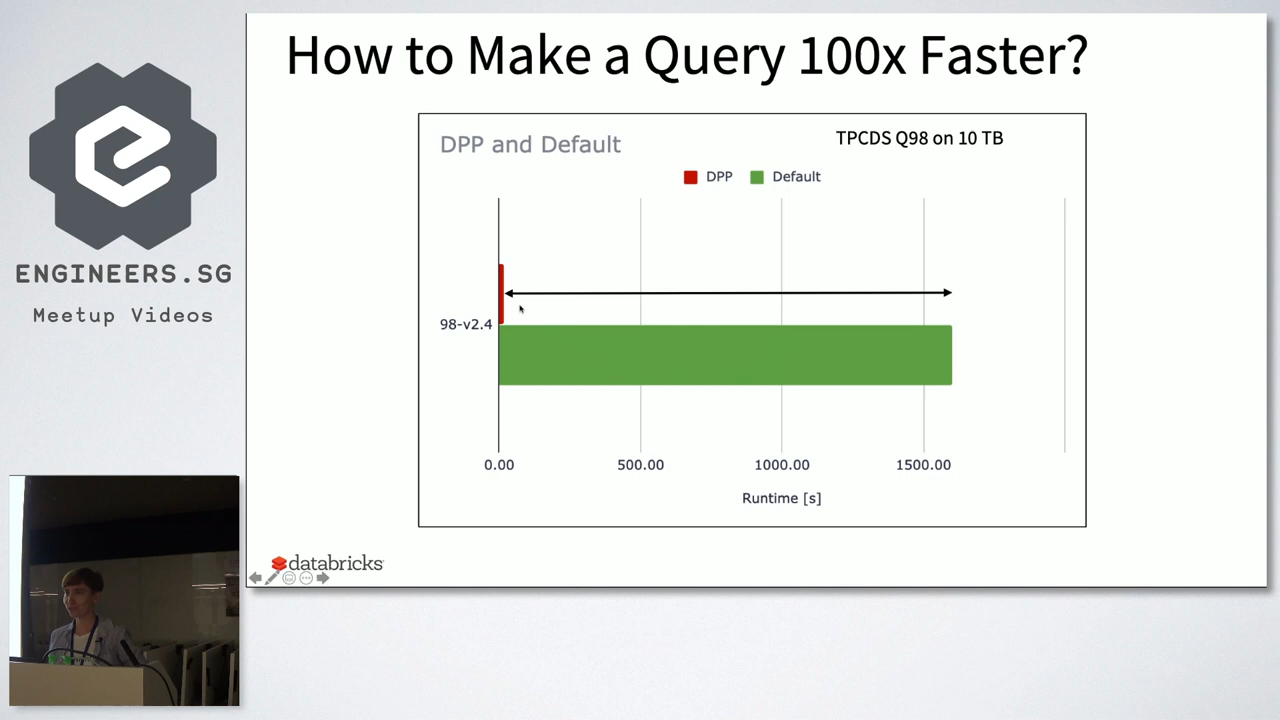 How to Make a Query 100x Faster?
DPP and Default
TPCDS Q98 on 10 TB
DPP
Default
98-v2.4
0.00
500.00
1000.00
1500.00
Runtime [s]
databricks
ENGINEERS.SG
Meetup Videos